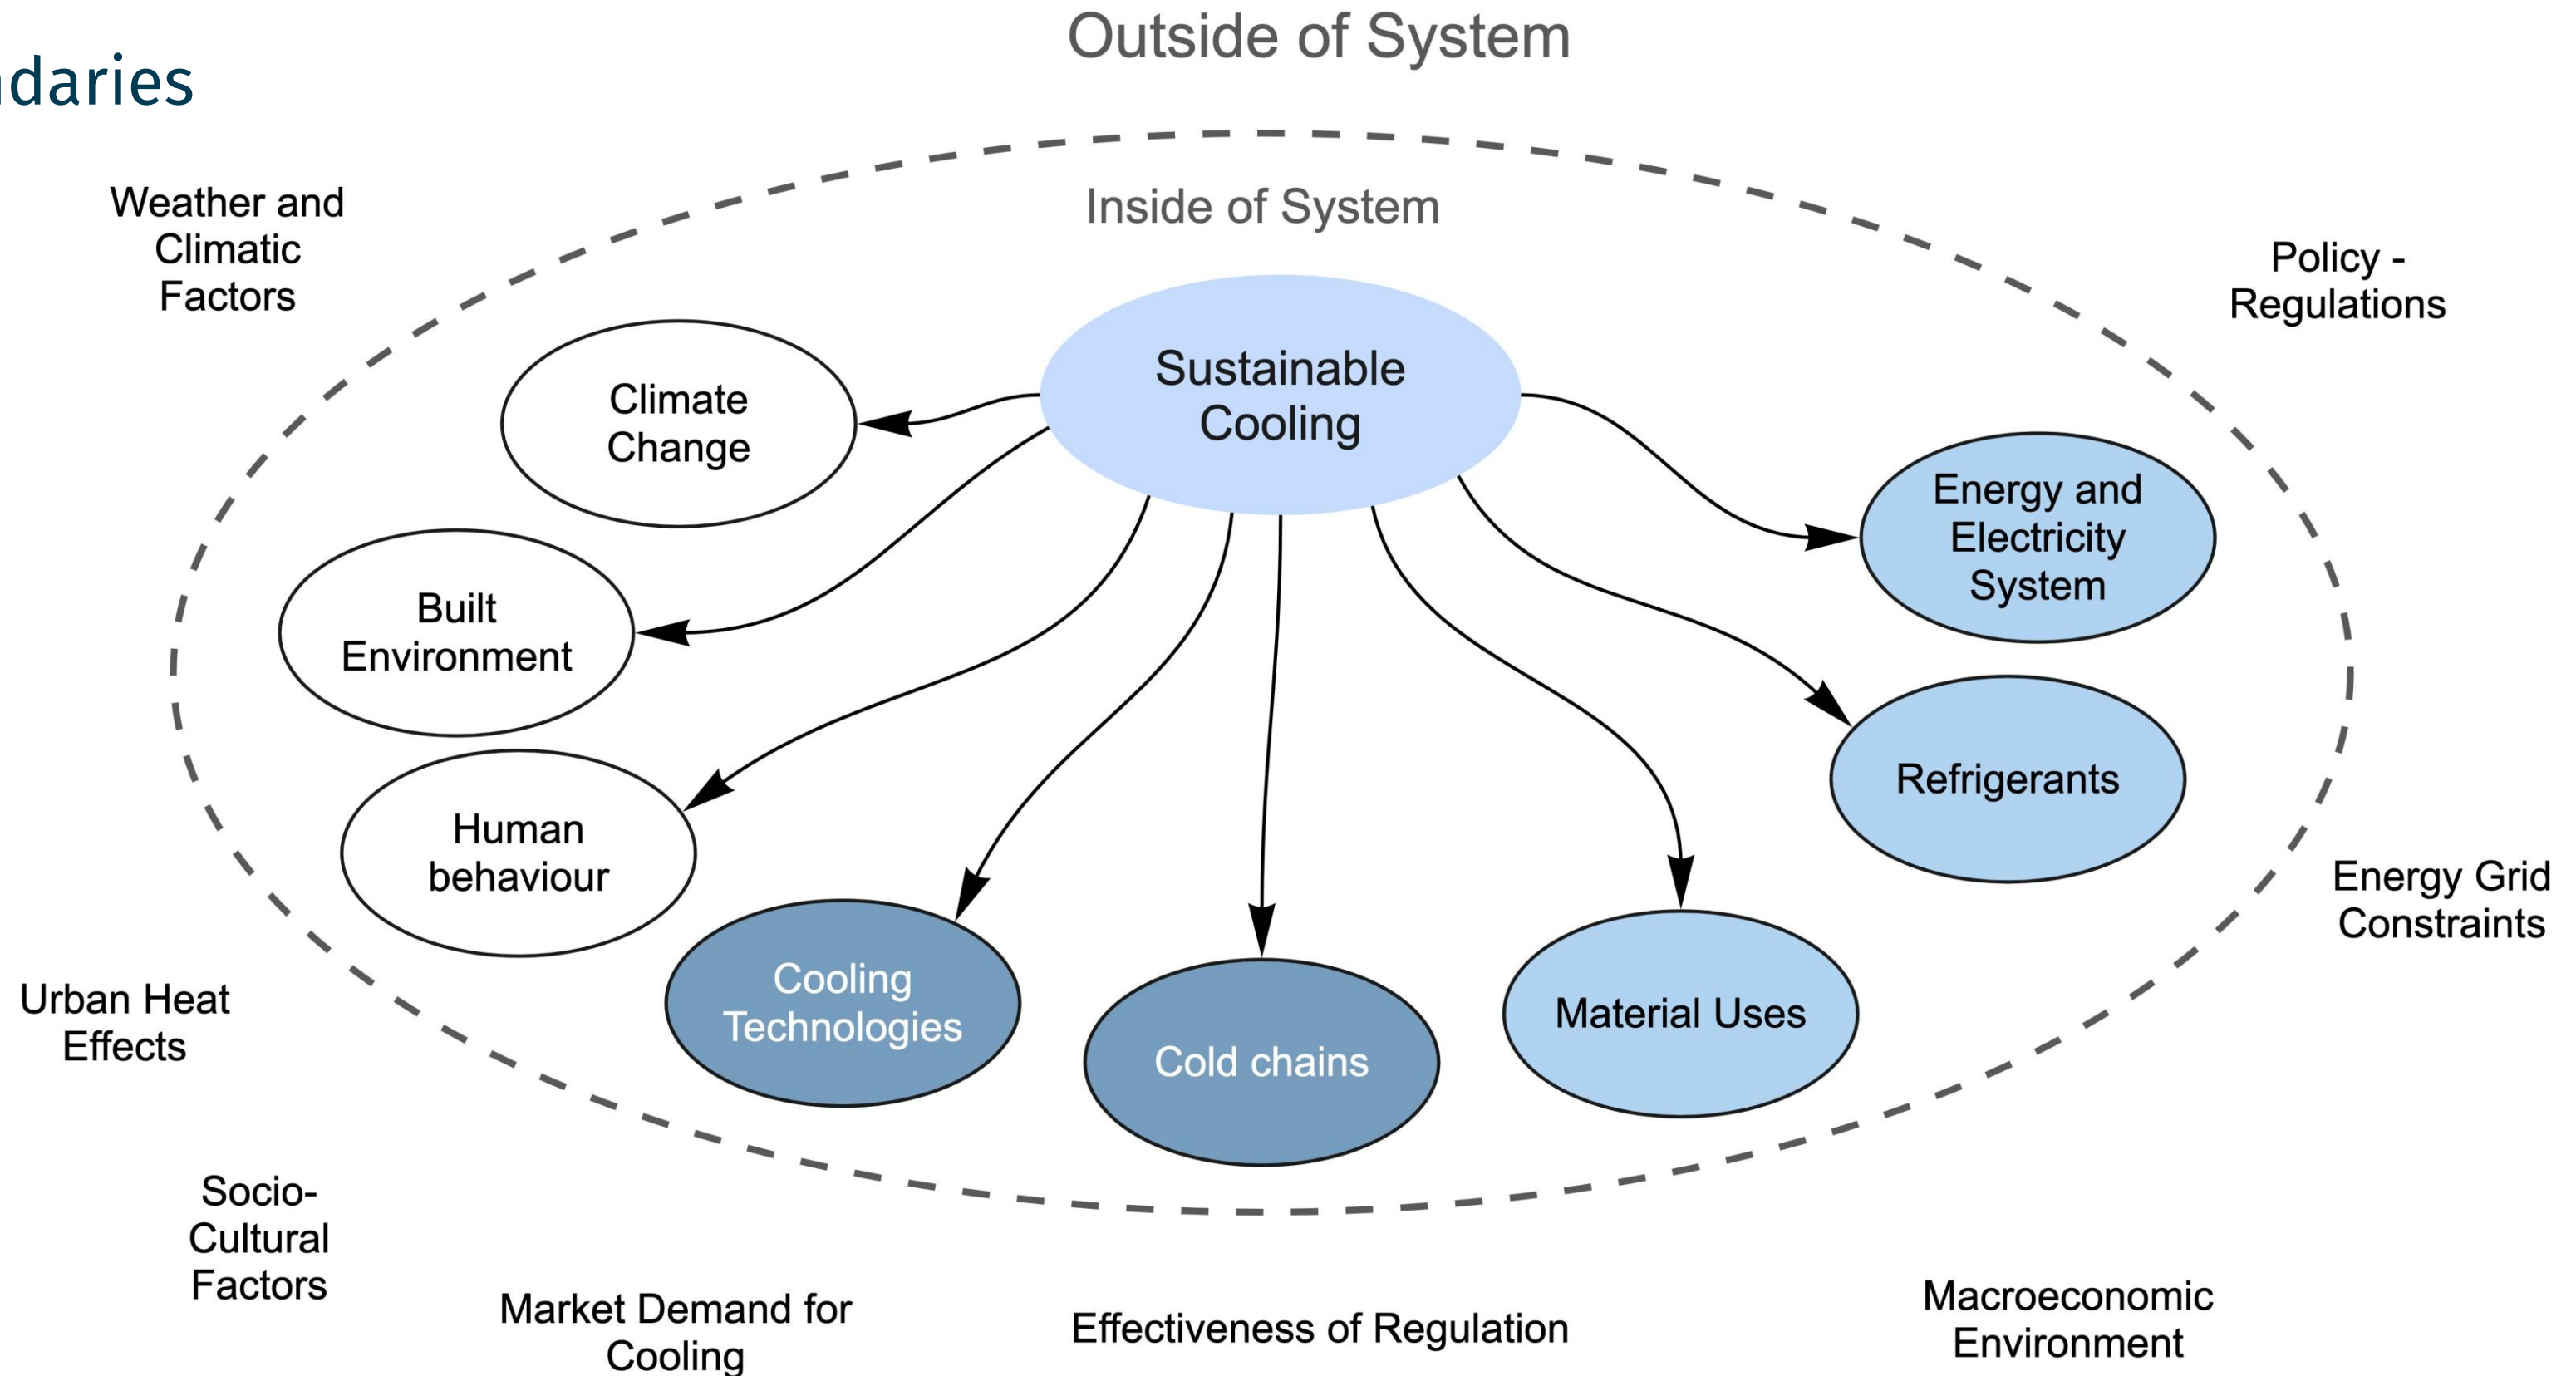 Outside of System
ndaries
Inside of System
Weather and
Climatic
Factors
Policy -
Regulations
Sustainable
Cooling
Climate
Change
Energy and
Electricity
System
Built
Environment
Refrigerants
Human
behaviour
Energy Grid
Constraints
Cooling
Technologies
Cold chains
Material Uses
Urban Heat
Effects
Socio-
Cultural
Factors
Market Demand for
Cooling
Effectiveness of Regulation
Macroeconomic
Environment